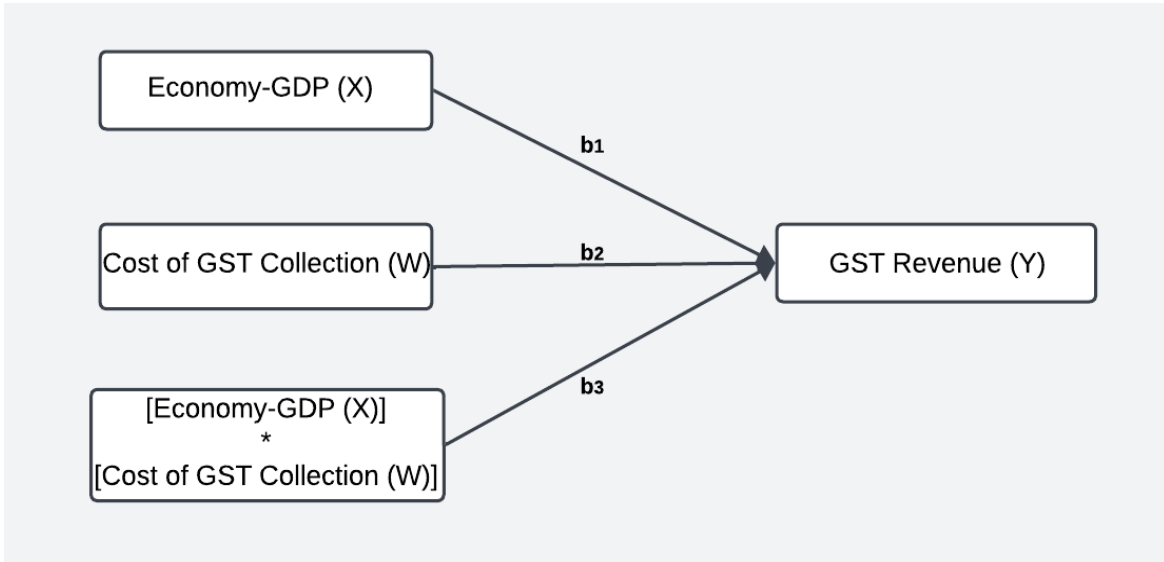 Economy-GDP (X)
b1
Cost of GST Collection (W)
b2
GST Revenue (Y)
b3
[Economy-GDP (X)]
*
[Cost of GST Collection (W)]